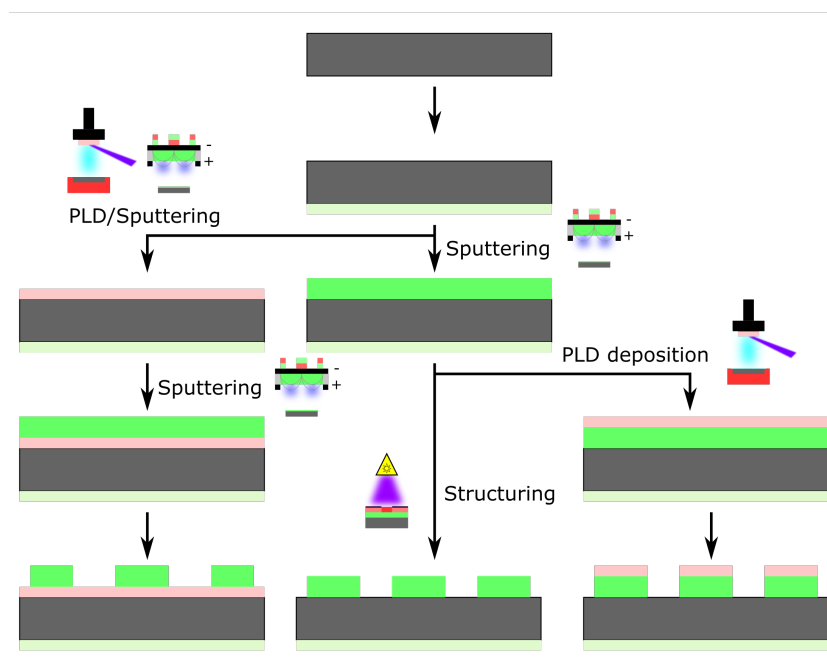 -
+
PLD/Sputtering
-
+
Sputtering
PLD deposition
-
+
Sputtering
Structuring